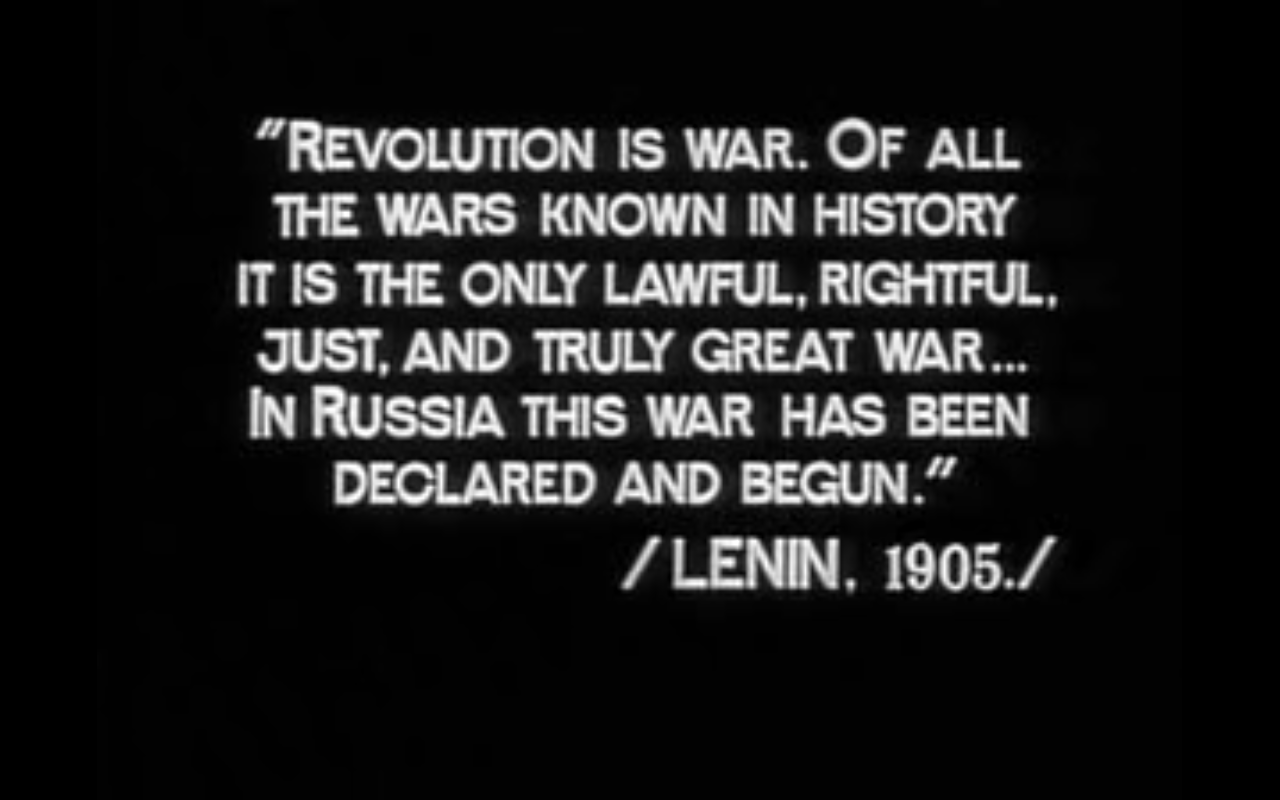 "REVOLUTION IS WAR. OF ALL
THE WARS KNOWN IN HISTORY
IT IS THE ONLY LAWFUL, RIGHTFUL,
JUST, AND TRULY GREAT WAR...
IN RUSSIA THIS WAR HAS BEEN
DECLARED AND BEGUN."
/LENIN, 1905./